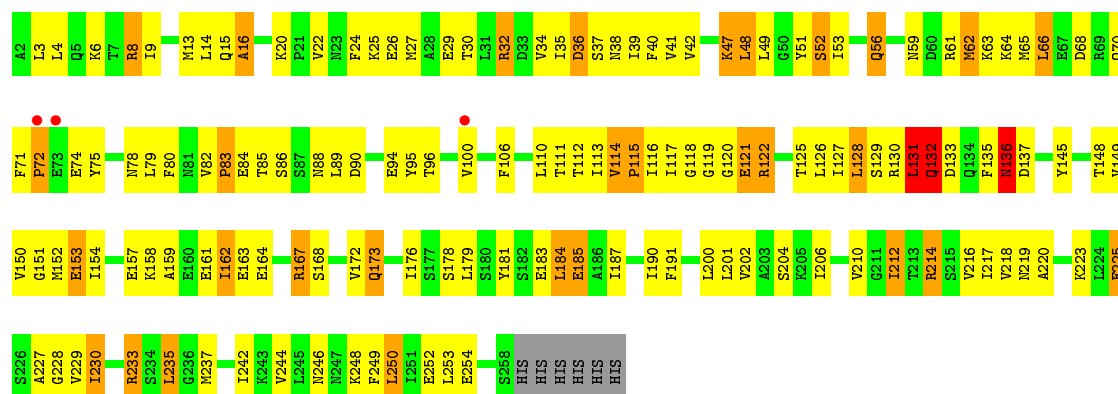 A2 L3 L4 Q5 K6 T7 R8 I9 M13 L14 Q15 A16 K20 P21 V22 N23 F24 K25 E26 M27 A28 E29 T30 L31 R32 D33 V34 I35 D36 S37 N38 I39 F40 V41 V42 K47 L48 L49 G50 Y51 S52 I53 Q56 N59 D60 R61 M62 K63 K64 M65 L66 E67 D68 R69
F71 P72 E73 E74 Y75 N78 L79 F80 N81 V82 P83 E84 T85 S86 S87 N88 L89 D90 E94 Y95 T96 V100 F106 L110 T111 T112 I113 V114 P115 I116 I117 G118 G119 G120 E121 R122 T125 L126 I127 L128 S129 R130 L131 Q132 D133 Q134 F135 N136 D137 Y145 T148
V150 G151 M152 E153 I154 E157 K158 A159 E160 E161 I162 E163 E164 R167 S168 V172 Q173 I176 S177 S178 L179 S180 Y181 S182 E183 L184 E185 A186 I187 I190 F191 L200 L201 V202 A203 S204 K205 I206 V210 G211 I212 T213 R214 S215 V216 I217 V218 N219 A220 K223 L224
S226 A227 G228 V229 I230 R233 S234 L235 G236 M237 I242 K243 V244 L245 N246 N247 K248 F249 L250 I251 E252 L253 E254 S258 HIS HIS HIS HIS HIS HIS